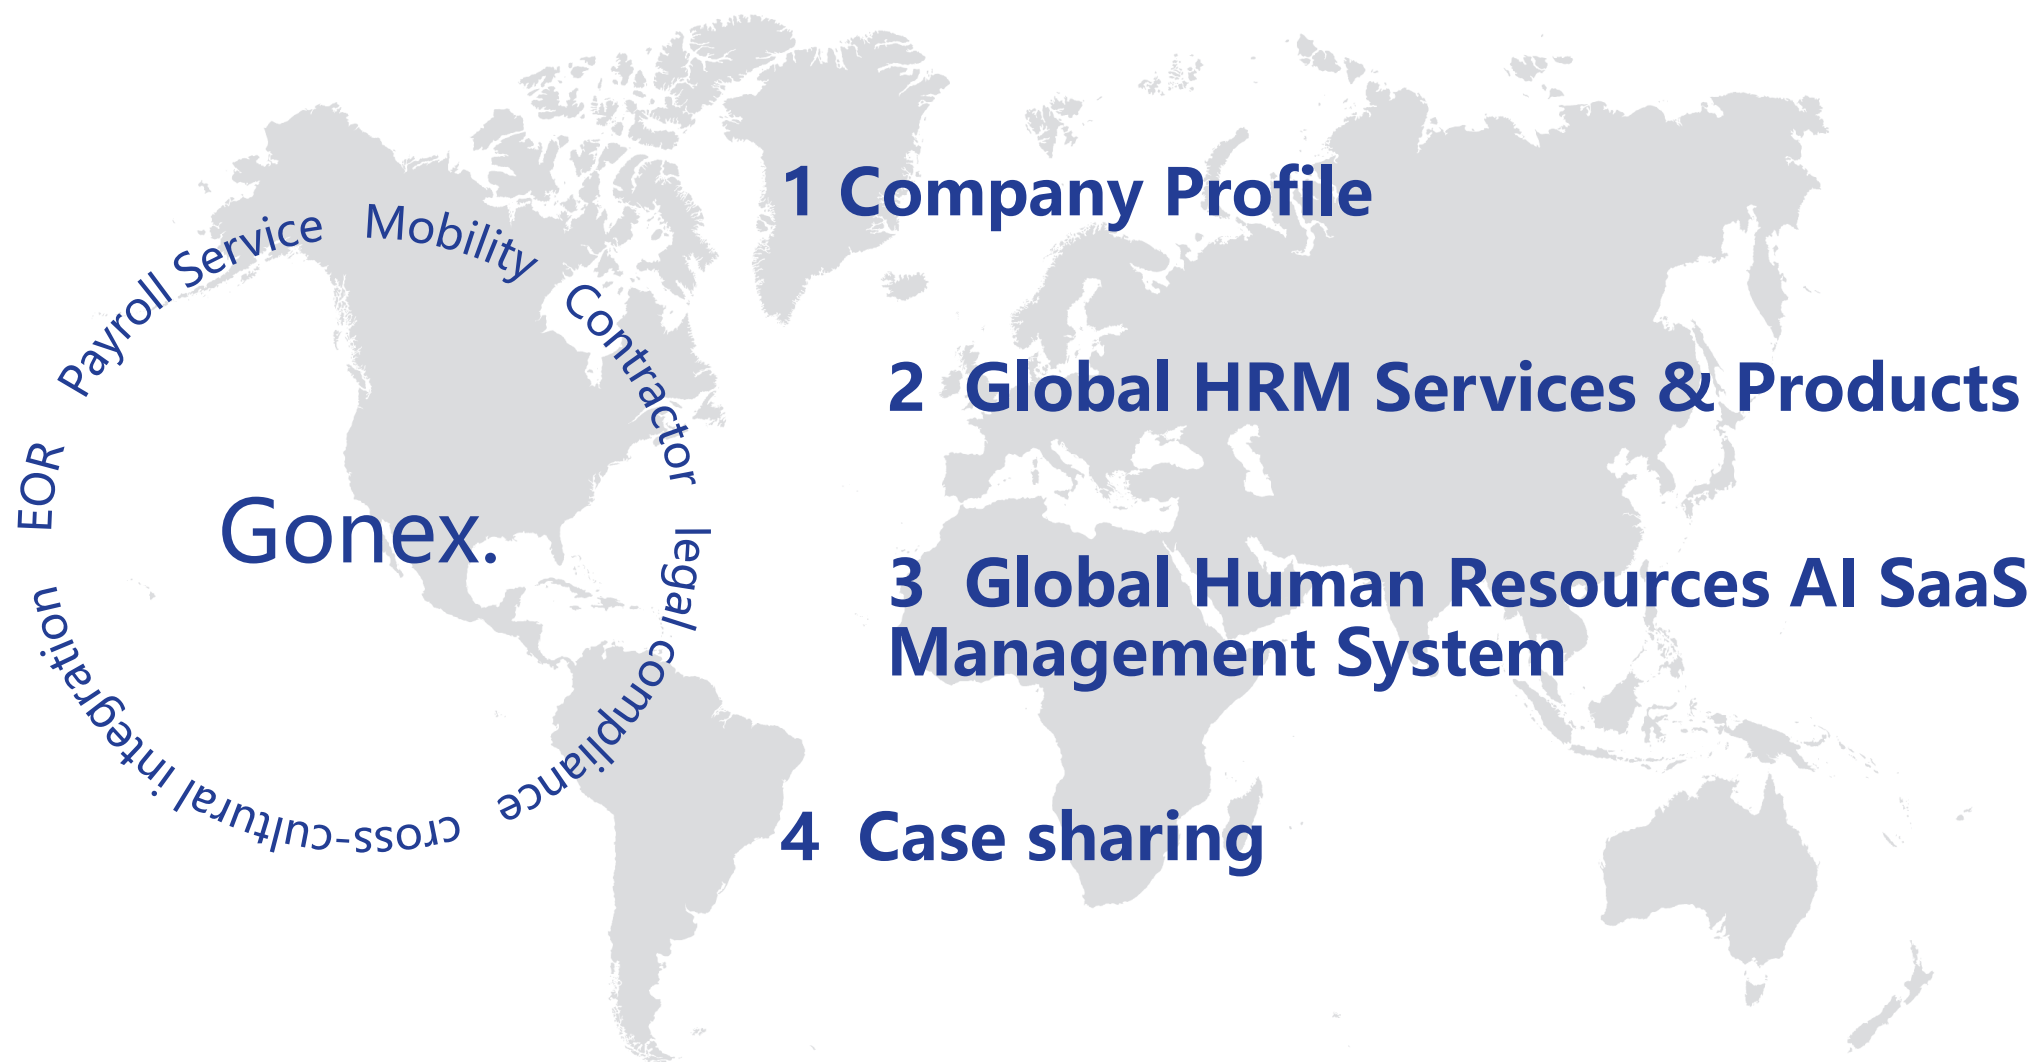 EOR
Payroll Service
Mobility
Contractor
legal compliance
cross-cultural integration
Gonex.
1 Company Profile
2 Global HRM Services & Products
3 Global Human Resources AI SaaS
Management System
4 Case sharing